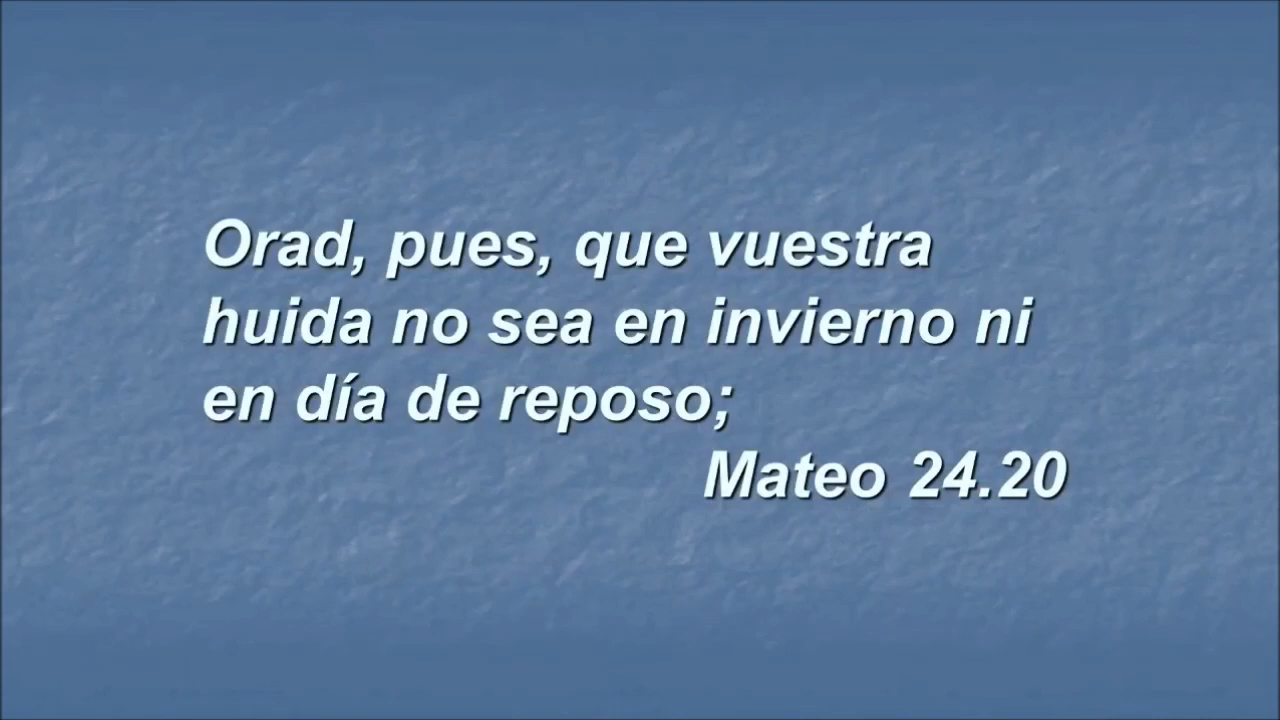 Orad, pues, que vuestra
huida no sea en invierno ni
en día de reposo;
Mateo 24.20